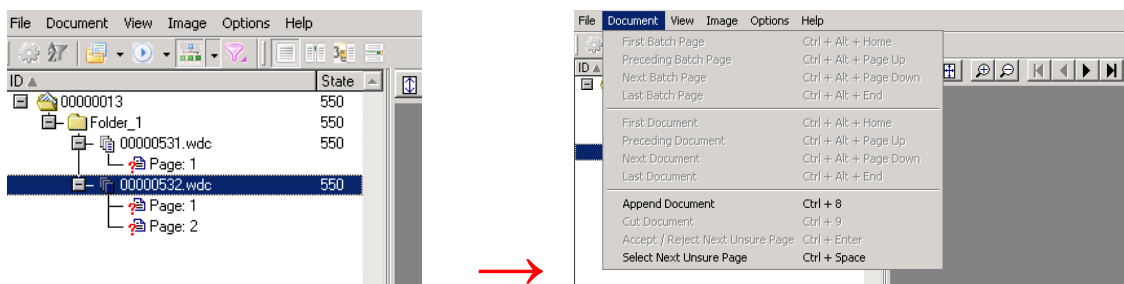 File Document View Image Options Help
ID State
00000013 550
Folder_1 550
00000531.wdc 550
Page: 1
00000532.wdc 550
Page: 1
Page: 2
File Document View Image Options Help
ID
First Batch Page Ctrl + Alt + Home
Preceding Batch Page Ctrl + Alt + Page Up
Next Batch Page Ctrl + Alt + Page Down
Last Batch Page Ctrl + Alt + End
First Document Ctrl + Alt + Home
Preceding Document Ctrl + Alt + Page Up
Next Document Ctrl + Alt + Page Down
Last Document Ctrl + Alt + End
Append Document Ctrl + 8
Cut Document Ctrl + 9
Accept / Reject Next Unsure Page Ctrl + Enter
Select Next Unsure Page Ctrl + Space